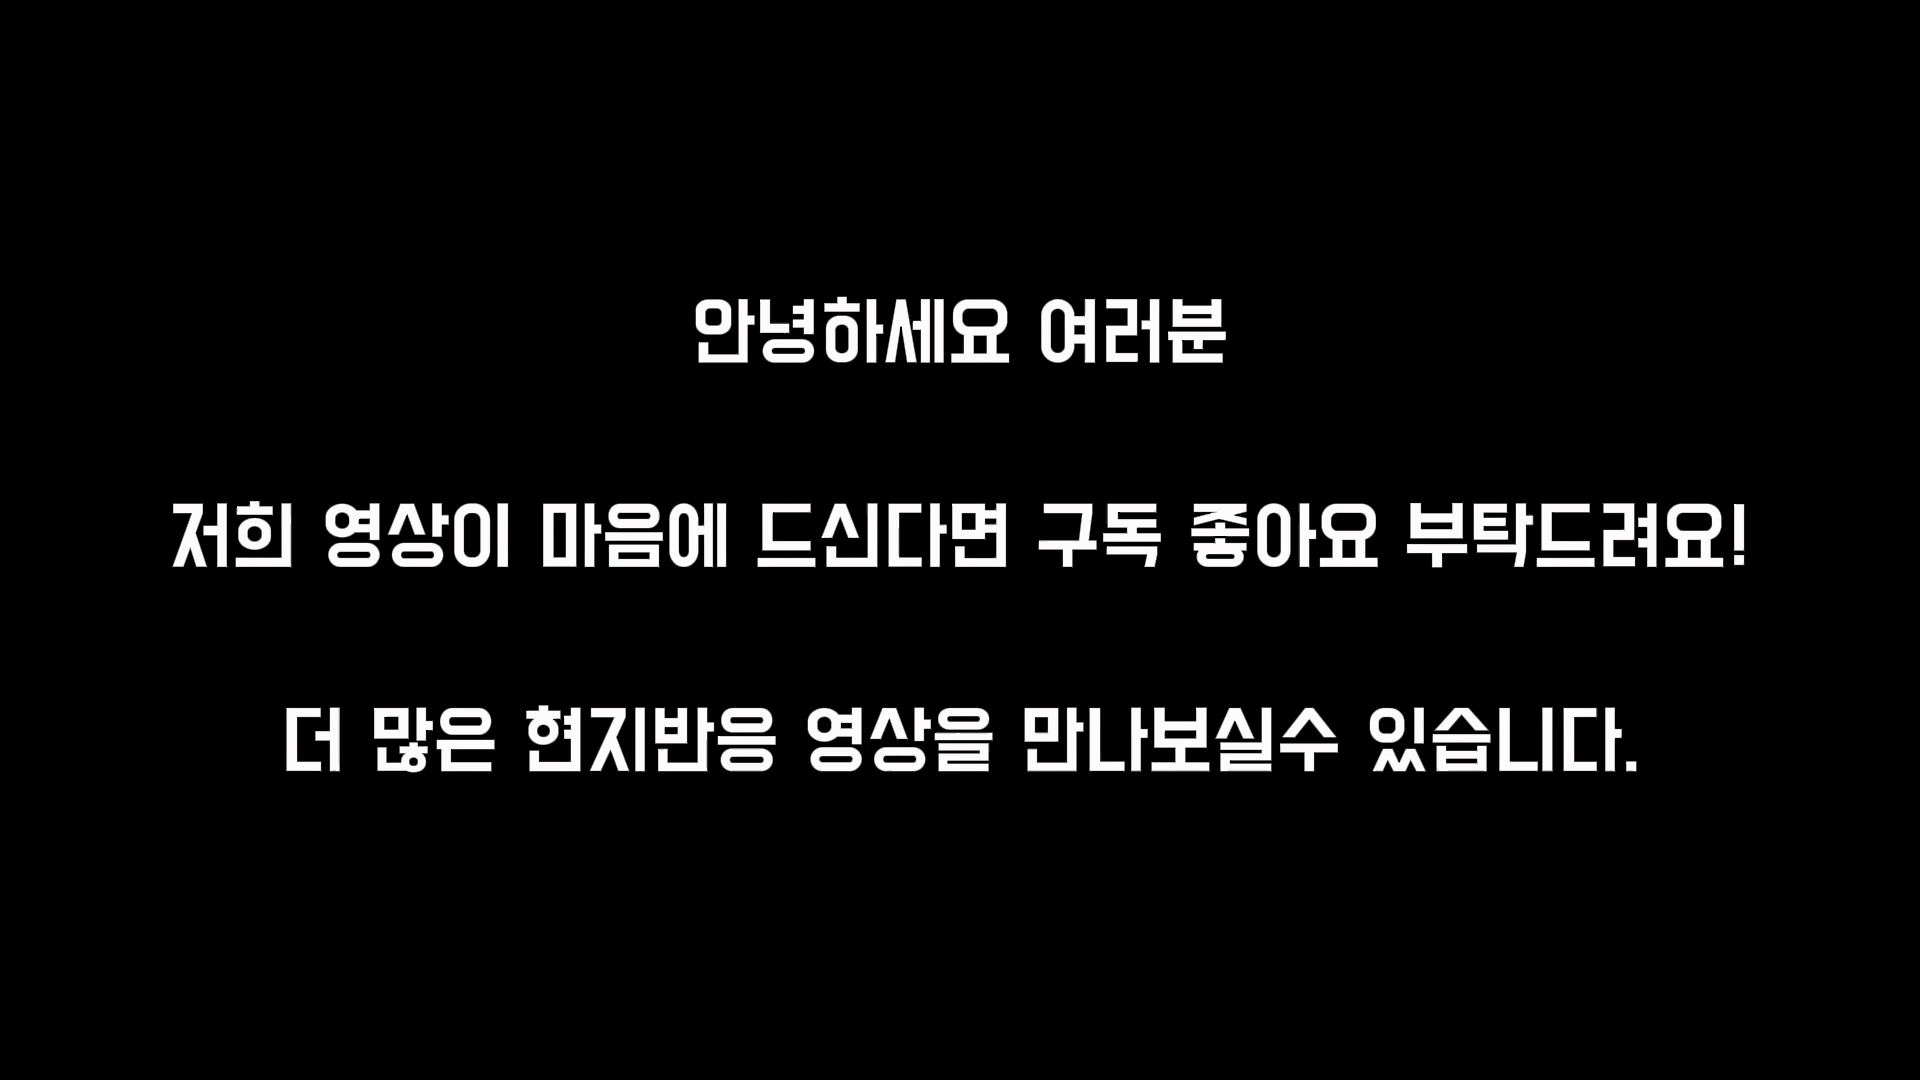 안녕하세요 여러분
저희 영상이 마음에 드신다면 구독 좋아요 부탁드려요!
더 많은 현지반응 영상을 만나보실수 있습니다.